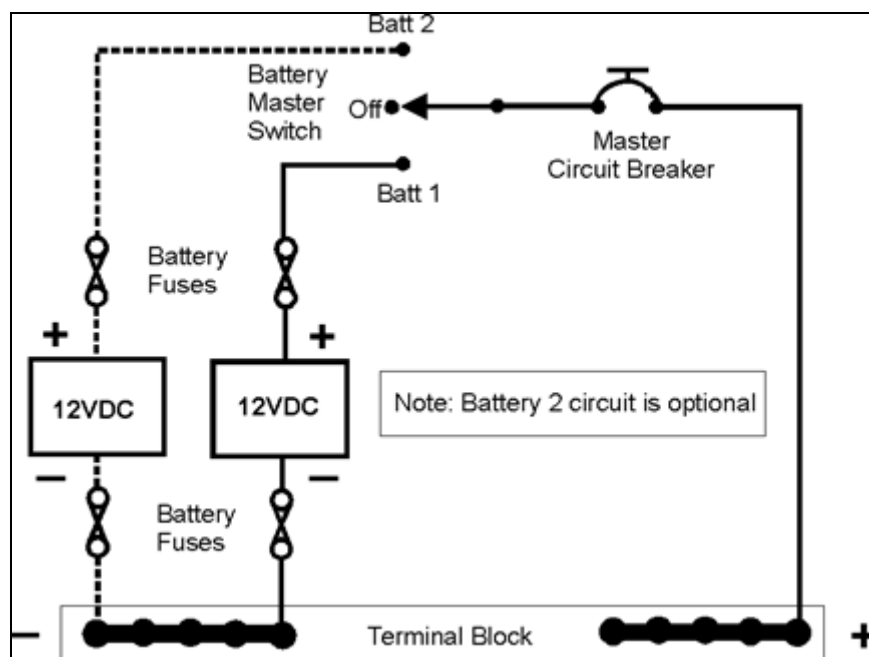 Batt 2
Battery
Master
Switch
Off
Master
Circuit Breaker
Batt 1
Battery
Fuses
+
+
12VDC
12VDC
Note: Battery 2 circuit is optional
−
−
Battery
Fuses
−
Terminal Block
+